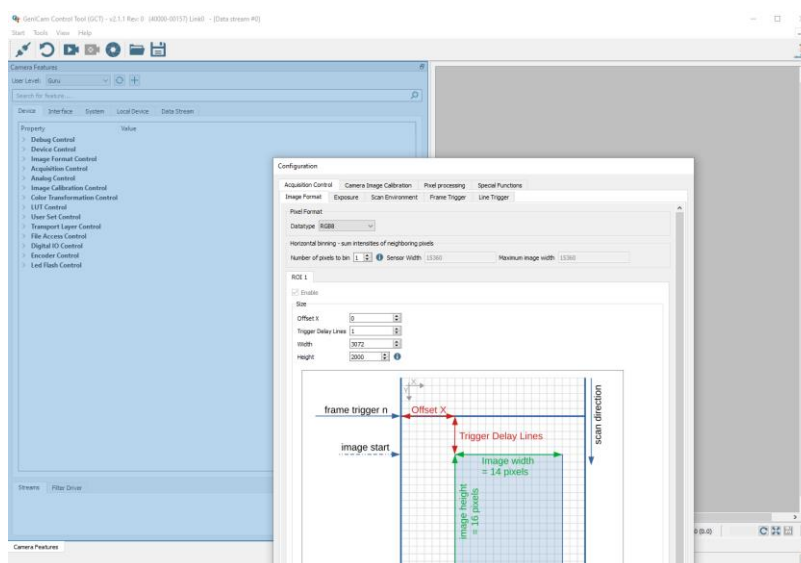 GenICam Control Tool (GCT) - v2.1.1 Rev: 0 (40000-00157) Link0 - [Data stream #0]
Start Tools View Help
Camera Features
User Level: Guru
Search for feature...
Device Interface System Local Device Data Stream
Property Value
Debug Control
Device Control
Image Format Control
Acquisition Control
Analog Control
Image Calibration Control
Color Transformation Control
LUT Control
User Set Control
Transport Layer Control
File Access Control
Digital IO Control
Encoder Control
Led Flash Control
Streams Filter Driver
Camera Features
Configuration
Acquisition Control Camera Image Calibration Pixel processing Special Functions
Image Format Exposure Scan Environment Frame Trigger Line Trigger
Pixel Format
Datatype RGB8
Horizontal binning - sum intensities of neighboring pixels
Number of pixels to bin 1 Sensor Width 15360 Maximum image width 15360
ROI 1
Enable
Size
Offset X 0
Trigger Delay Lines 1
Width 3072
Height 2000
X
Y
frame trigger n
Offset X
scan direction
Trigger Delay Lines
image start
Image width
= 14 pixels
image height
= 16 pixels